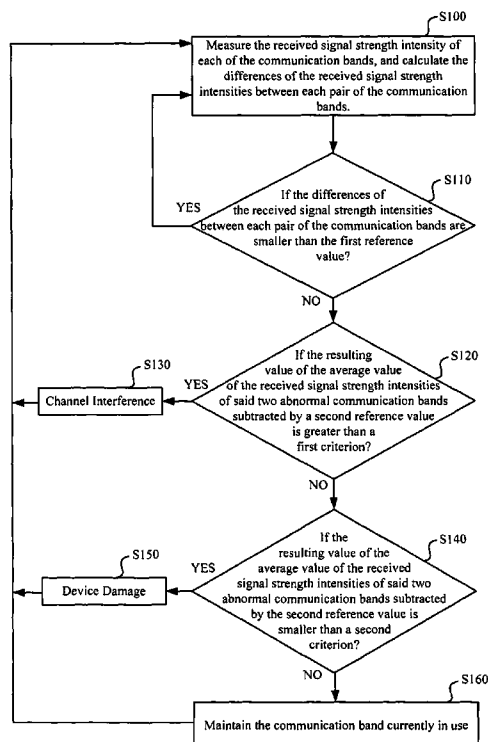 S100
Measure the received signal strength intensity of
each of the communication bands, and calculate the
differences of the received signal strength
intensities between each pair of the communication
bands.
S110
If the differences of
the received signal strength intensities
between each pair of the communication bands are
smaller than the first reference
value?
YES
NO
S120
If the resulting
value of the average value
of the received signal strength intensities
of said two abnormal communication bands
subtracted by a second reference value
is greater than a
first criterion?
YES
S130
Channel Interference
NO
S140
If the
resulting value of the
average value of the received
signal strength intensities of said two
abnormal communication bands subtracted
by the second reference value is
smaller than a second
criterion?
YES
S150
Device Damage
NO
S160
Maintain the communication band currently in use